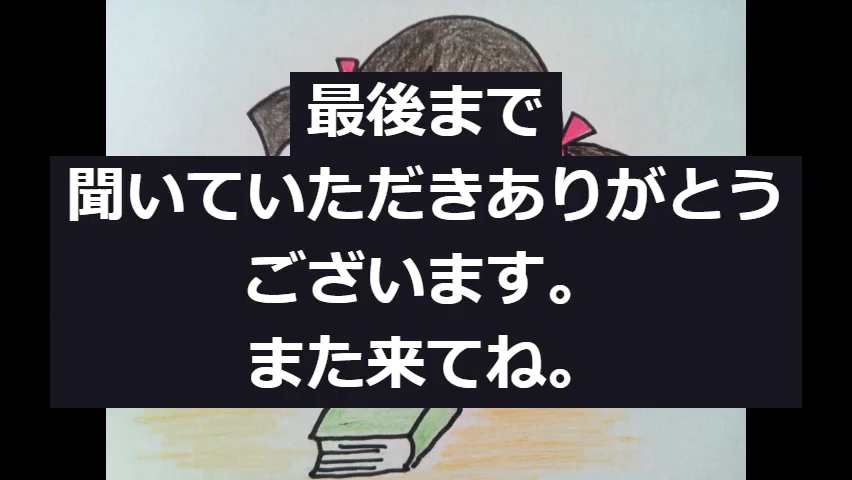 最後まで
聞いていただきありがとう
ございます。
また来てね。